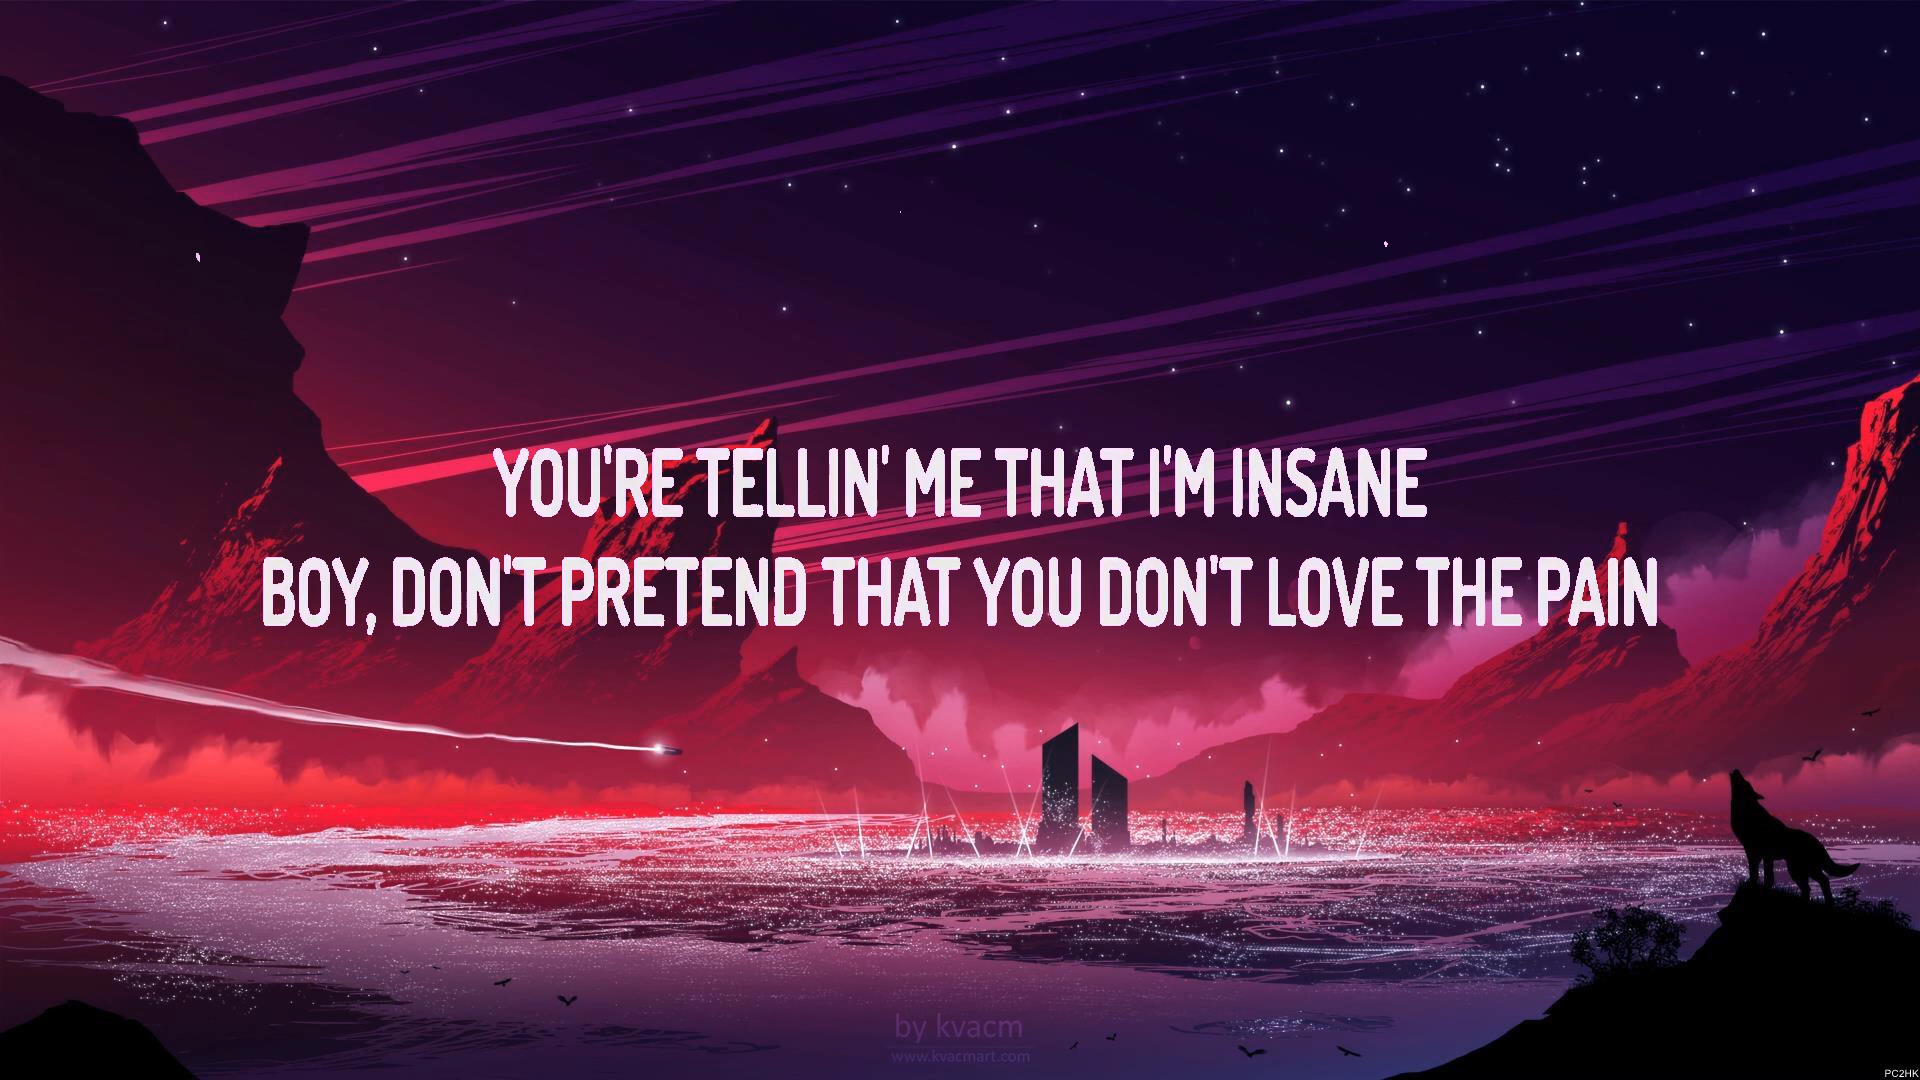 YOU'RE TELLIN' ME THAT I'M INSANE
BOY, DON'T PRETEND THAT YOU DON'T LOVE THE PAIN
by kvacm
www.kvacmart.com
PC2HK